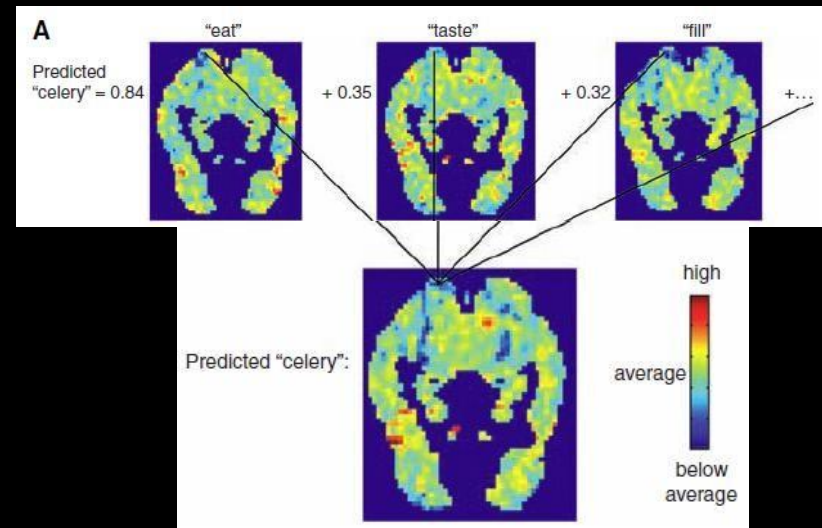 A
“eat”
“taste”
“fill”
Predicted
“celery” = 0.84
+ 0.35
+ 0.32
+...
Predicted “celery”:
high
average
below
average